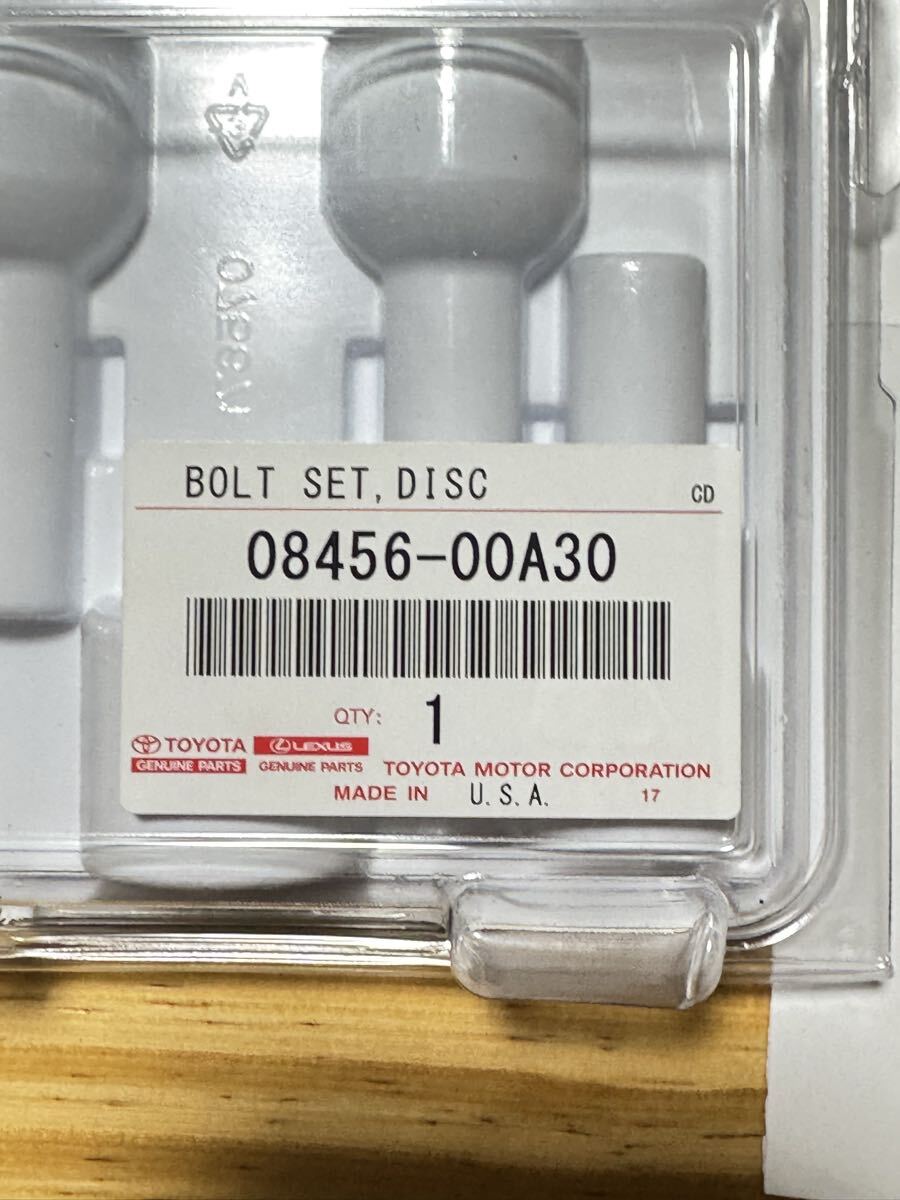 BOLT SET, DISC
CD
08456-00A30
QTY: 1
TOYOTA LEXUS
GENUINE PARTS GENUINE PARTS TOYOTA MOTOR CORPORATION
MADE IN U.S.A. 17